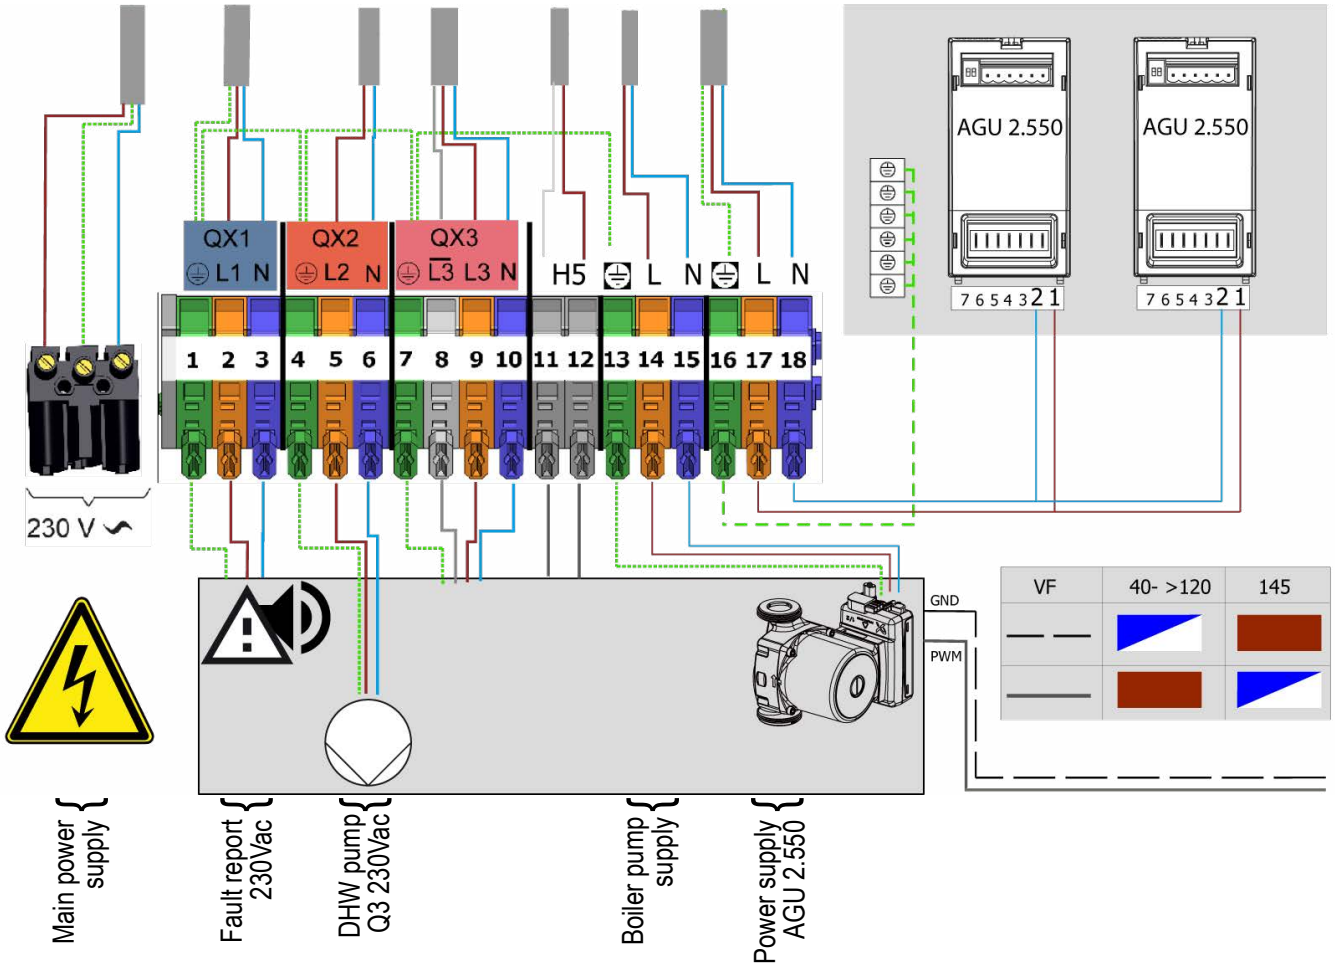 AGU 2.550 AGU 2.550
QX1 QX2 QX3
L1 N L2 N L3 L3 N H5 L N L N
7 6 5 4 3 2 1 7 6 5 4 3 2 1
1 2 3 4 5 6 7 8 9 10 11 12 13 14 15 16 17 18
230 V
VF 40- >120 145
GND
PWM
Main power
supply
Fault report
230Vac
DHW pump
Q3 230Vac
Boiler pump
supply
Power supply
AGU 2.550